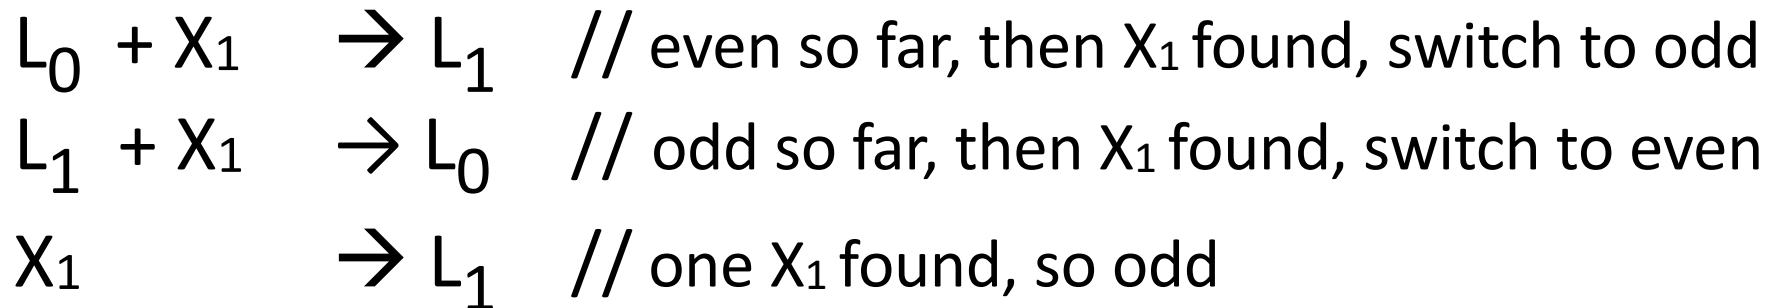 L₀ + X₁ → L₁ // even so far, then X₁ found, switch to odd
L₁ + X₁ → L₀ // odd so far, then X₁ found, switch to even
X₁ → L₁ // one X₁ found, so odd